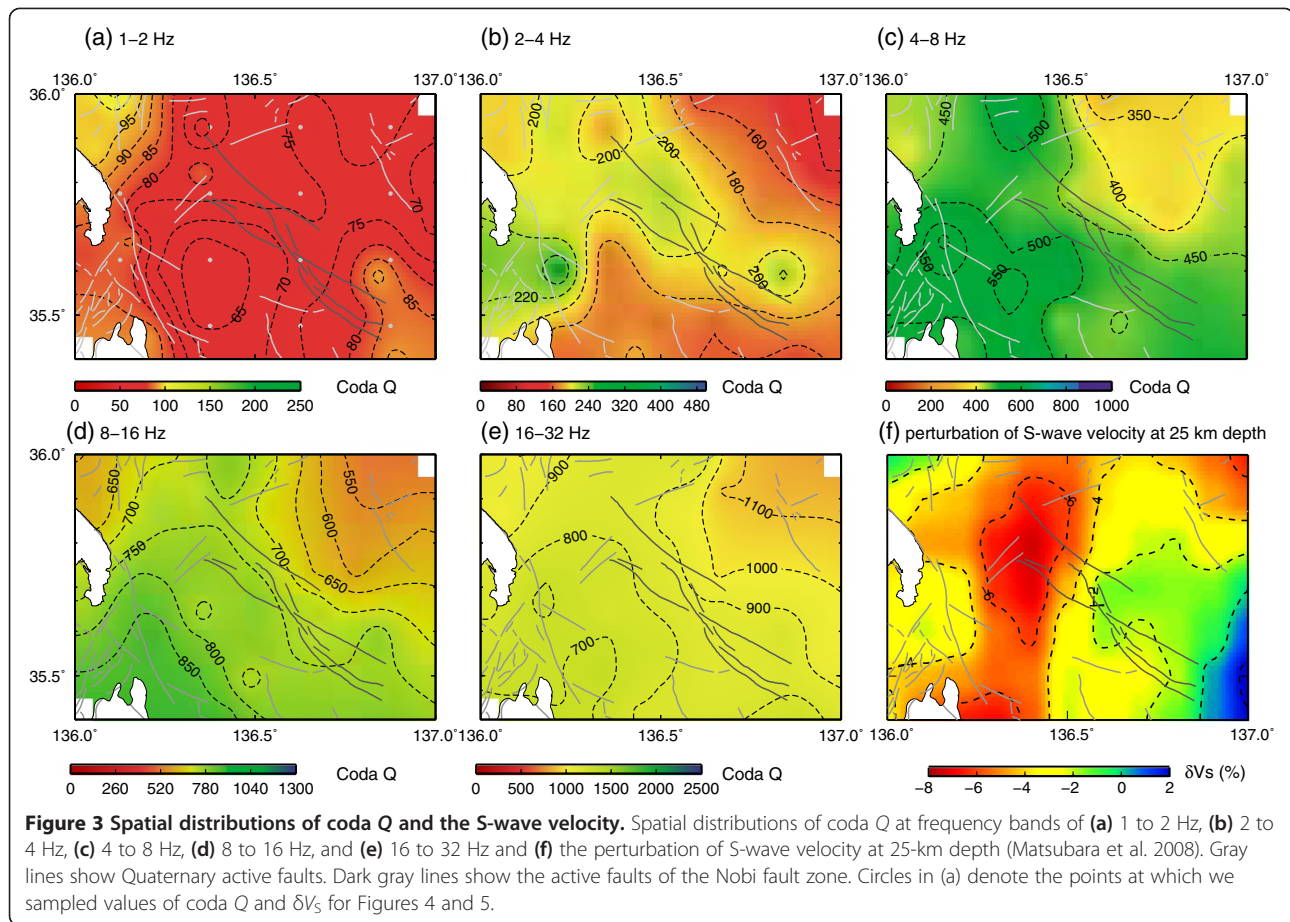 (a) 1–2 Hz
(b) 2–4 Hz
(c) 4–8 Hz
136.0˚ 136.5˚ 137.0˚
136.0˚ 136.5˚ 137.0˚
136.0˚ 136.5˚ 137.0˚
36.0˚
35.5˚
95
90
85
80
75
70
75
70
65
85
80
200
200
200
160
180
200
220
450
500
350
400
500
550
450
Coda Q
0 50 100 150 200 250
Coda Q
0 80 160 240 320 400 480
Coda Q
0 200 400 600 800 1000
(d) 8–16 Hz
(e) 16–32 Hz
(f) perturbation of S-wave velocity at 25 km depth
36.0˚
35.5˚
650
700
750
550
600
700
650
800
850
900
1100
800
1000
900
700
136.0˚ 136.5˚ 137.0˚
136.0˚ 136.5˚ 137.0˚
136.0˚ 136.5˚ 137.0˚
Coda Q
0 260 520 780 1040 1300
Coda Q
0 500 1000 1500 2000 2500
δVs (%)
−8 −6 −4 −2 0 2
Figure 3 Spatial distributions of coda Q and the S-wave velocity. Spatial distributions of coda Q at frequency bands of (a) 1 to 2 Hz, (b) 2 to
4 Hz, (c) 4 to 8 Hz, (d) 8 to 16 Hz, and (e) 16 to 32 Hz and (f) the perturbation of S-wave velocity at 25-km depth (Matsubara et al. 2008). Gray
lines show Quaternary active faults. Dark gray lines show the active faults of the Nobi fault zone. Circles in (a) denote the points at which we
sampled values of coda Q and δVS for Figures 4 and 5.